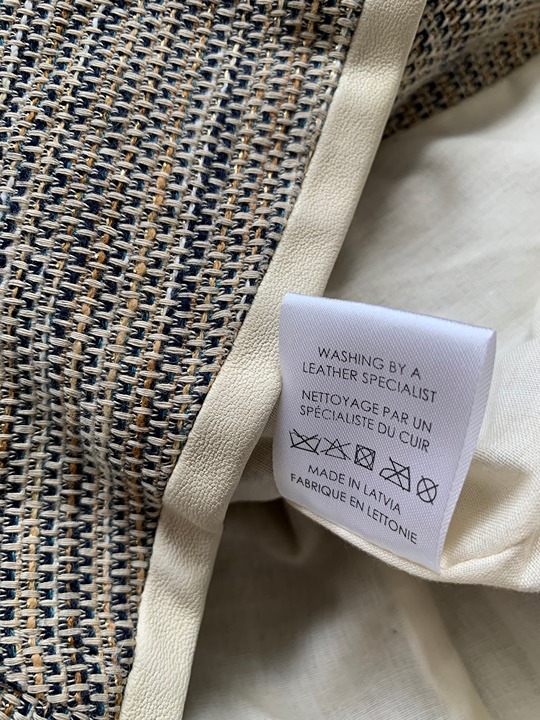 WASHING BY A
LEATHER SPECIALIST
NETTOYAGE PAR UN
SPÉCIALISTE DU CUIR
MADE IN LATVIA
FABRIQUE EN LETTONIE